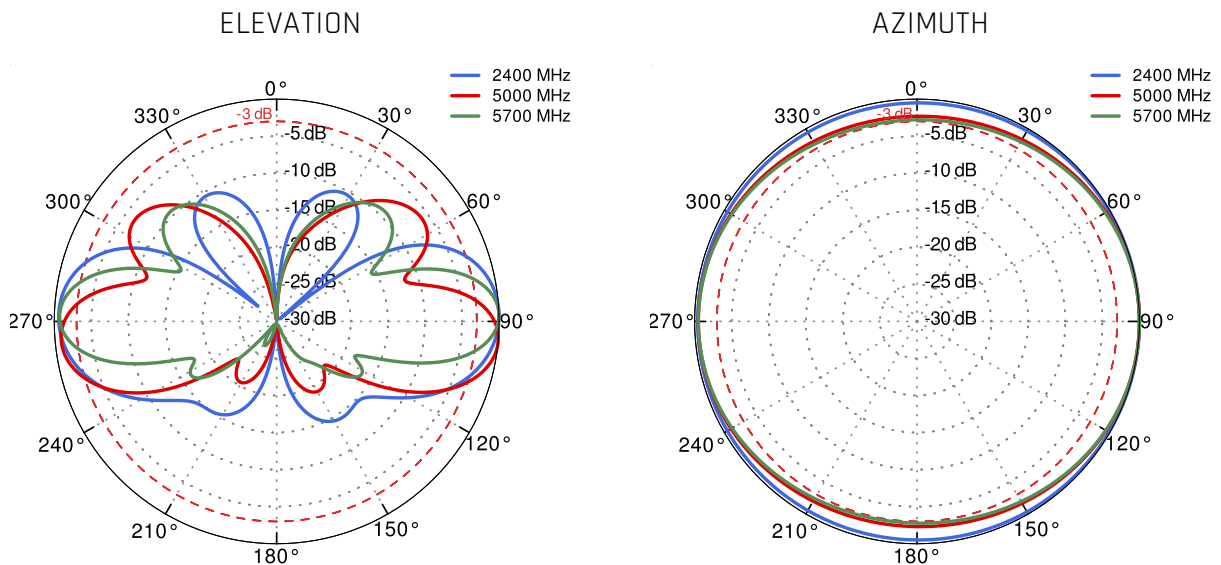 ELEVATION
2400 MHz
5000 MHz
5700 MHz
0°
-3 dB
-5 dB
330°
30°
-10 dB
300°
-15 dB
60°
-20 dB
-25 dB
270°
-30 dB
90°
240°
120°
210°
150°
180°
AZIMUTH
2400 MHz
5000 MHz
5700 MHz
0°
-3 dB
330°
30°
-5 dB
-10 dB
300°
60°
-15 dB
-20 dB
-25 dB
270°
-30 dB
90°
240°
120°
210°
150°
180°